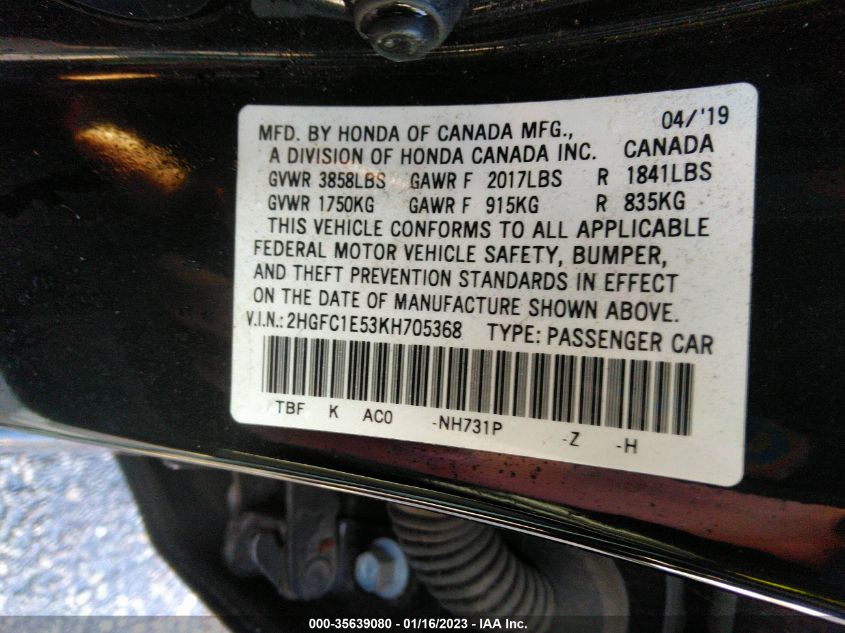 04/'19
MFD. BY HONDA OF CANADA MFG.,
A DIVISION OF HONDA CANADA INC. CANADA
GVWR 3858LBS GAWR F 2017LBS R 1841LBS
GVWR 1750KG GAWR F 915KG R 835KG
THIS VEHICLE CONFORMS TO ALL APPLICABLE
FEDERAL MOTOR VEHICLE SAFETY, BUMPER,
AND THEFT PREVENTION STANDARDS IN EFFECT
ON THE DATE OF MANUFACTURE SHOWN ABOVE.
V.I.N.: 2HGFC1E53KH705368 TYPE: PASSENGER CAR
TBF K AC0 -NH731P -Z -H
000-35639080 - 01/16/2023 - IAA Inc.